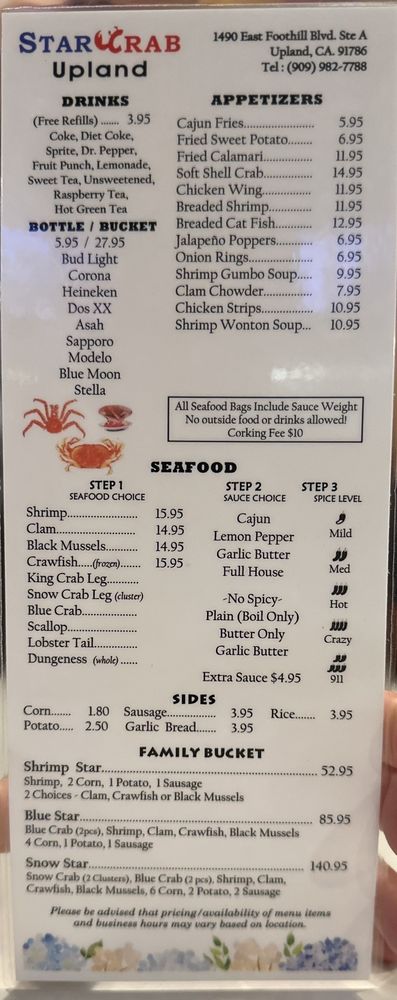 STAR CRAB
Upland
1490 East Foothill Blvd. Ste A
Upland, CA. 91786
Tel : (909) 982-7788
DRINKS
(Free Refills) ....... 3.95
Coke, Diet Coke,
Sprite, Dr. Pepper,
Fruit Punch, Lemonade,
Sweet Tea, Unsweetened,
Raspberry Tea,
Hot Green Tea
BOTTLE / BUCKET
5.95 / 27.95
Bud Light
Corona
Heineken
Dos XX
Asah
Sapporo
Modelo
Blue Moon
Stella
APPETIZERS
Cajun Fries........................ 5.95
Fried Sweet Potato........ 6.95
Fried Calamari................. 11.95
Soft Shell Crab................. 14.95
Chicken Wing.................. 11.95
Breaded Shrimp.............. 11.95
Breaded Cat Fish............ 12.95
Jalapeño Poppers............ 6.95
Onion Rings..................... 6.95
Shrimp Gumbo Soup..... 9.95
Clam Chowder................ 7.95
Chicken Strips................. 10.95
Shrimp Wonton Soup... 10.95
All Seafood Bags Include Sauce Weight
No outside food or drinks allowed!
Corking Fee $10
SEAFOOD
STEP 1
SEAFOOD CHOICE
Shrimp........................ 15.95
Clam........................... 14.95
Black Mussels........... 14.95
Crawfish.....(frozen)....... 15.95
King Crab Leg...........
Snow Crab Leg (cluster)
Blue Crab...................
Scallop........................
Lobster Tail...............
Dungeness (whole) ......
STEP 2
SAUCE CHOICE
Cajun
Lemon Pepper
Garlic Butter
Full House
-No Spicy-
Plain (Boil Only)
Butter Only
Garlic Butter
Extra Sauce $4.95
STEP 3
SPICE LEVEL
Mild
Med
Hot
Crazy
911
SIDES
Corn....... 1.80 Sausage................. 3.95 Rice....... 3.95
Potato..... 2.50 Garlic Bread....... 3.95
FAMILY BUCKET
Shrimp Star.......................................................... 52.95
Shrimp, 2 Corn, 1 Potato, 1 Sausage
2 Choices - Clam, Crawfish or Black Mussels
Blue Star................................................................ 85.95
Blue Crab (2pcs), Shrimp, Clam, Crawfish, Black Mussels
4 Corn, 1 Potato, 1 Sausage
Snow Star............................................................. 140.95
Snow Crab (2 Clusters), Blue Crab (2 pcs), Shrimp, Clam,
Crawfish, Black Mussels, 6 Corn, 2 Potato, 2 Sausage
Please be advised that pricing/availability of menu items
and business hours may vary based on location.